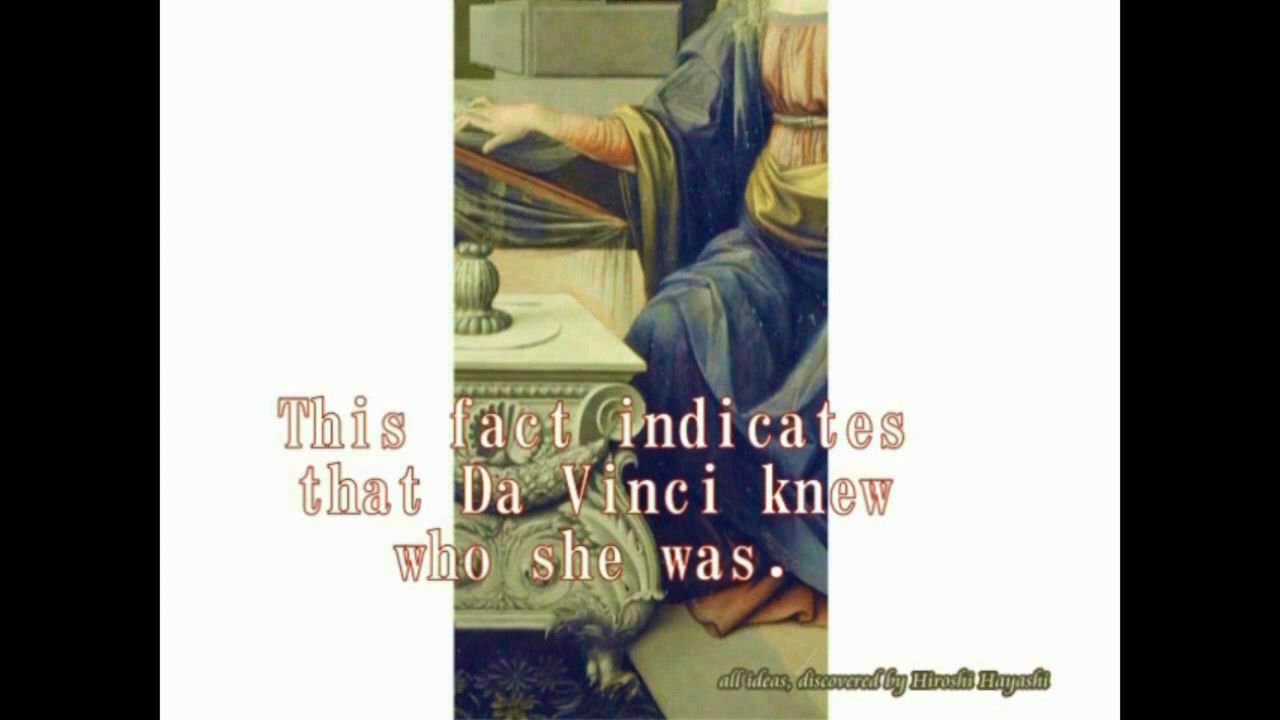 This fact indicates
that Da Vinci knew
who she was.
all ideas, discovered by Hiroshi Hayashi